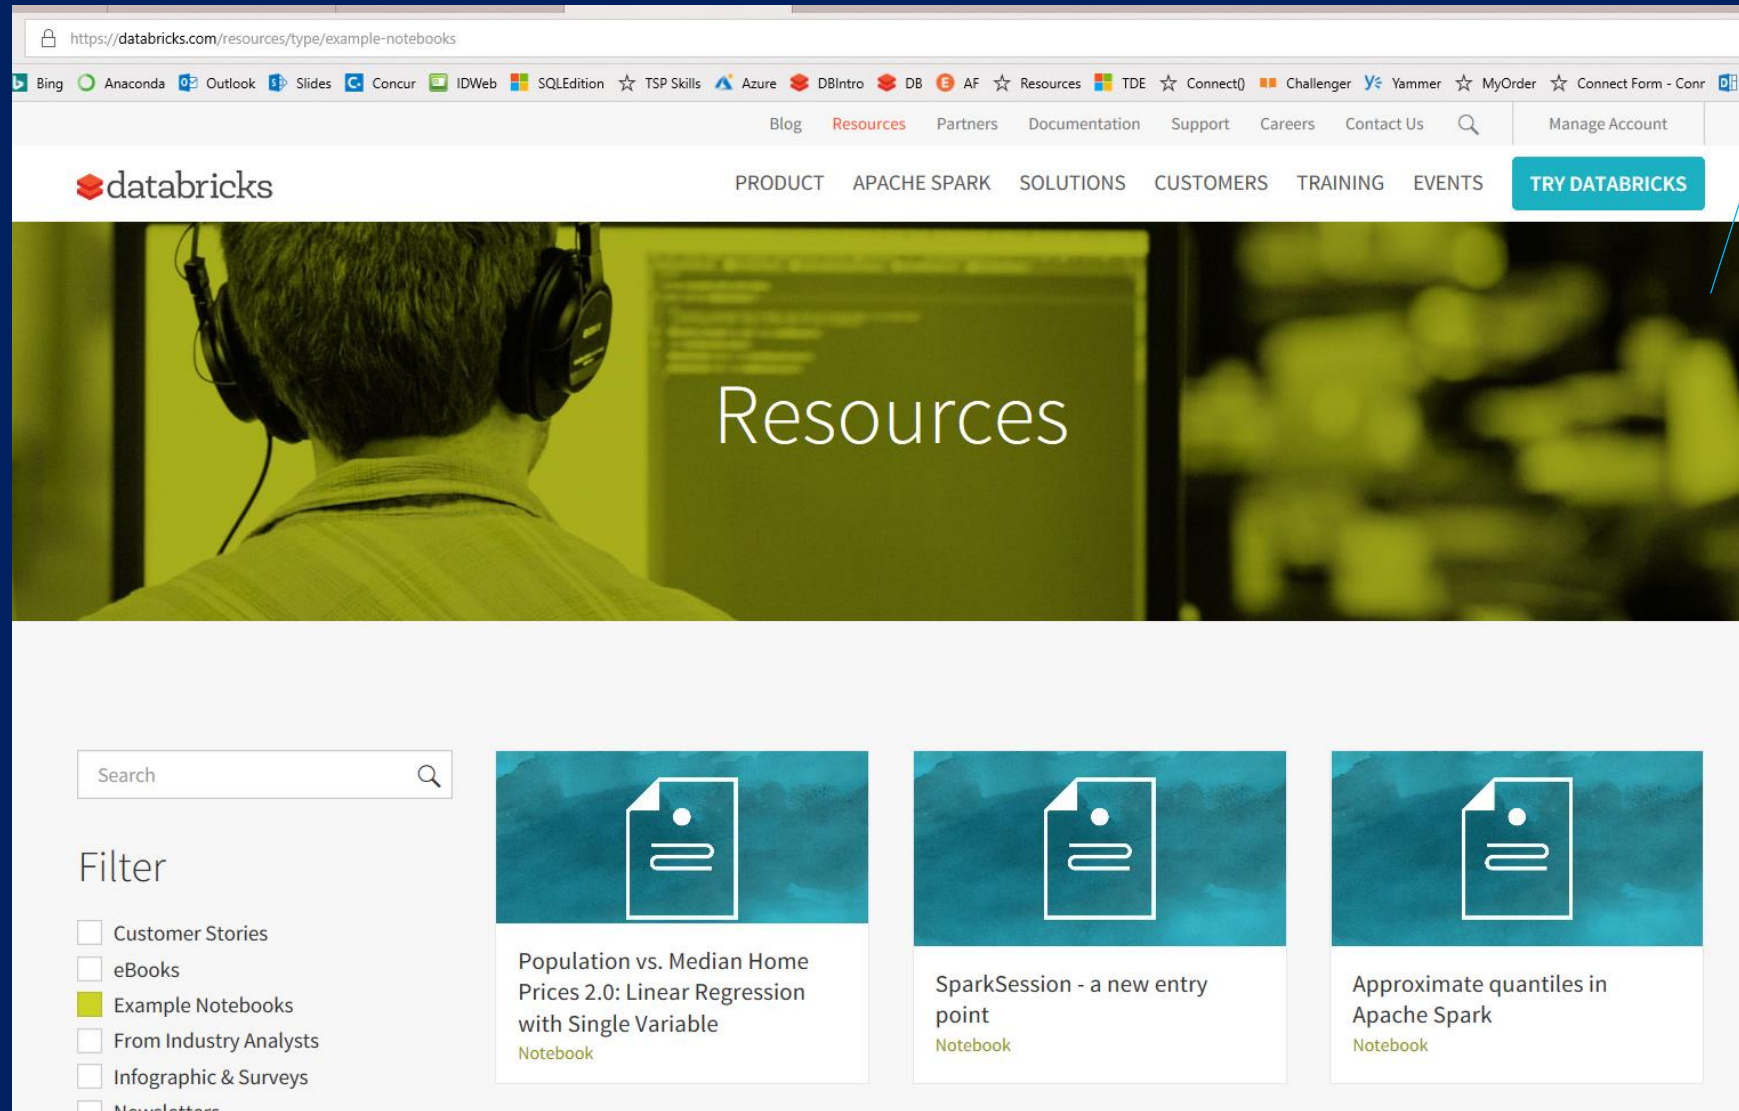 https://databricks.com/resources/type/example-notebooks
Bing Anaconda Outlook Slides Concur IDWeb SQLEdition TSP Skills Azure DBIntro DB AF Resources TDE Connect() Challenger Yammer MyOrder Connect Form - Conr
Blog Resources Partners Documentation Support Careers Contact Us Manage Account
databricks PRODUCT APACHE SPARK SOLUTIONS CUSTOMERS TRAINING EVENTS TRY DATABRICKS
Resources
Search
Filter
Customer Stories
eBooks
Example Notebooks
From Industry Analysts
Infographic & Surveys
Newsletters
Population vs. Median Home
Prices 2.0: Linear Regression
with Single Variable
Notebook
SparkSession - a new entry
point
Notebook
Approximate quantiles in
Apache Spark
Notebook